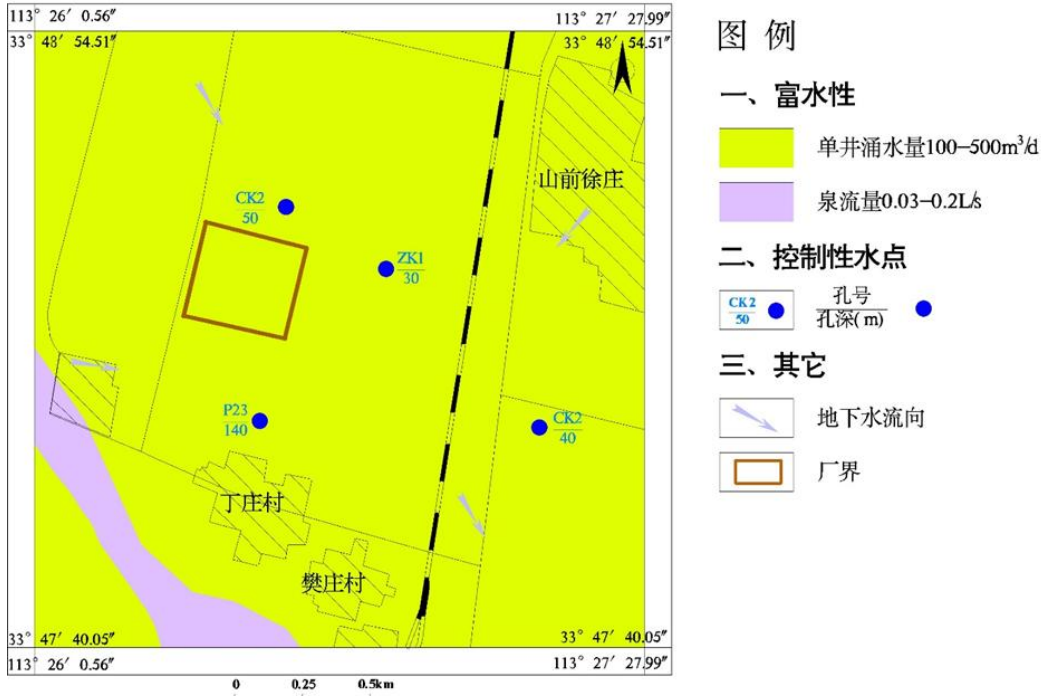 113° 26′ 0.56″
113° 27′ 27.99″
33° 48′ 54.51″
33° 48′ 54.51″
山前徐庄
CK2
50
ZK1
30
P23
140
CK2
40
丁庄村
樊庄村
33° 47′ 40.05″
33° 47′ 40.05″
113° 26′ 0.56″
113° 27′ 27.99″
0 0.25 0.5km
图 例
一、富水性
单井涌水量100—500m³/d
泉流量0.03—0.2L/s
二、控制性水点
CK2
50
孔号
孔深(m)
三、其它
地下水流向
厂界